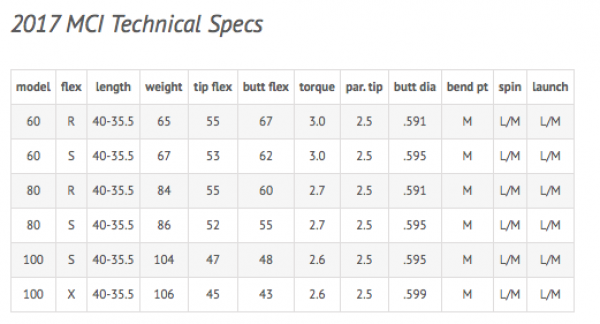 2017 MCI Technical Specs
model flex length weight tip flex butt flex torque par. tip butt dia bend pt spin launch
60 R 40-35.5 65 55 67 3.0 2.5 .591 M L/M L/M
60 S 40-35.5 67 53 62 3.0 2.5 .595 M L/M L/M
80 R 40-35.5 84 55 60 2.7 2.5 .591 M L/M L/M
80 S 40-35.5 86 52 55 2.7 2.5 .595 M L/M L/M
100 S 40-35.5 104 47 48 2.6 2.5 .595 M L/M L/M
100 X 40-35.5 106 45 43 2.6 2.5 .599 M L/M L/M